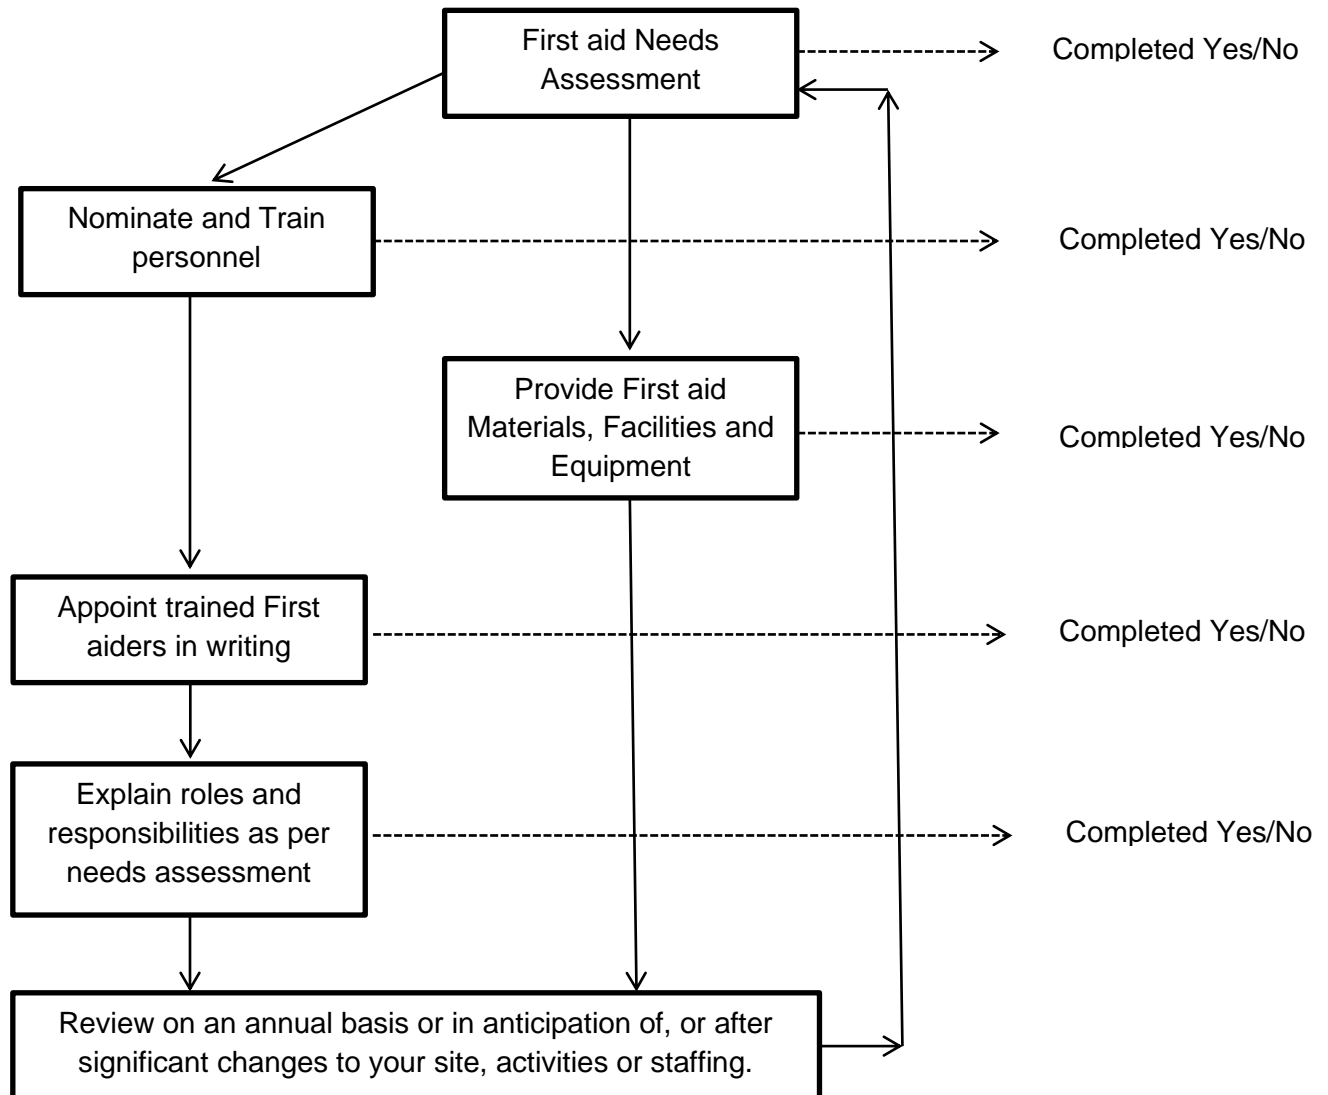 First aid Needs
Assessment
Completed Yes/No
Nominate and Train
personnel
Completed Yes/No
Provide First aid
Materials, Facilities and
Equipment
Completed Yes/No
Appoint trained First
aiders in writing
Completed Yes/No
Explain roles and
responsibilities as per
needs assessment
Completed Yes/No
Review on an annual basis or in anticipation of, or after
significant changes to your site, activities or staffing.